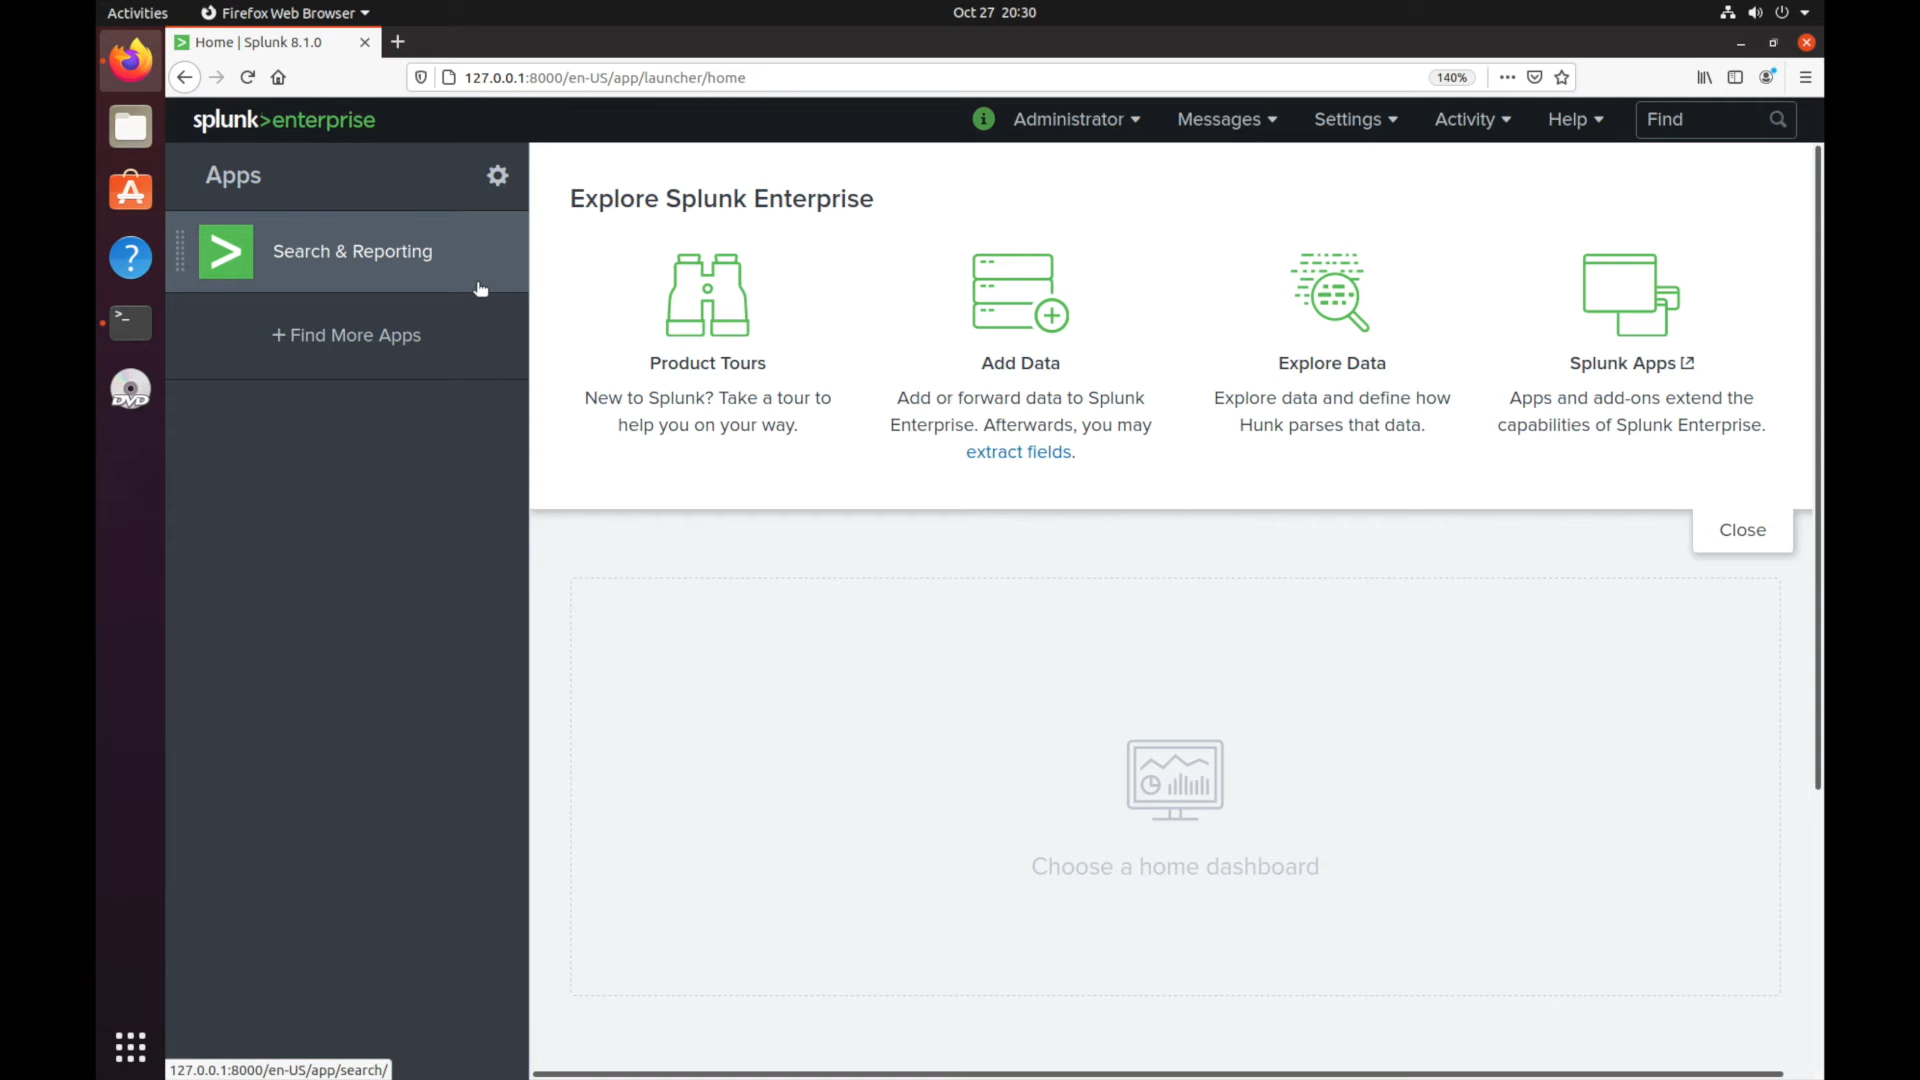 Activities
Firefox Web Browser
Oct 27 20:30
Home | Splunk 8.1.0
127.0.0.1:8000/en-US/app/launcher/home
140%
splunk>enterprise
i
Administrator
Messages
Settings
Activity
Help
Find
Apps
Search & Reporting
+ Find More Apps
Explore Splunk Enterprise
Product Tours
New to Splunk? Take a tour to
help you on your way.
Add Data
Add or forward data to Splunk
Enterprise. Afterwards, you may
extract fields.
Explore Data
Explore data and define how
Hunk parses that data.
Splunk Apps
Apps and add-ons extend the
capabilities of Splunk Enterprise.
Close
Choose a home dashboard
DVD
127.0.0.1:8000/en-US/app/search/